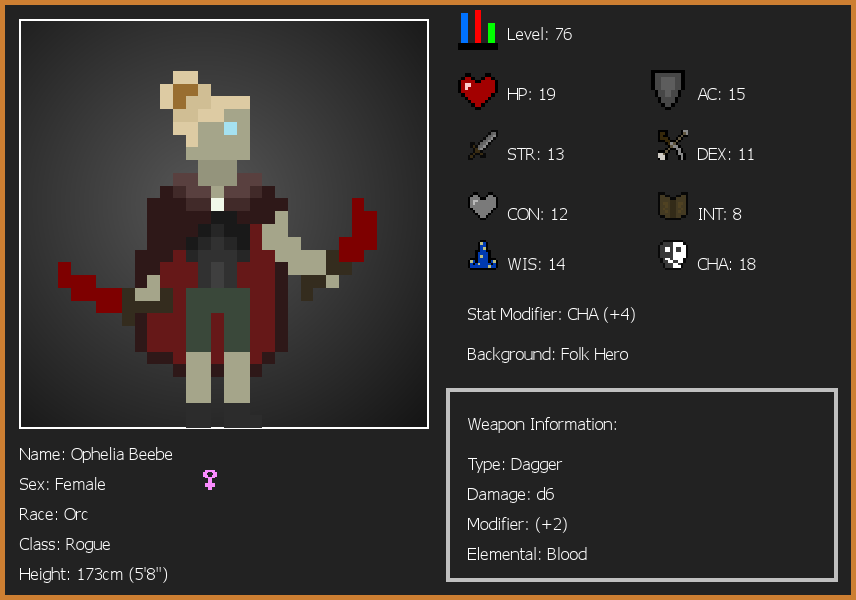 Level: 76
HP: 19
AC: 15
STR: 13
DEX: 11
CON: 12
INT: 8
WIS: 14
CHA: 18
Stat Modifier: CHA (+4)
Background: Folk Hero
Weapon Information:
Type: Dagger
Damage: d6
Modifier: (+2)
Elemental: Blood
Name: Ophelia Beebe
Sex: Female
Race: Orc
Class: Rogue
Height: 173cm (5'8")